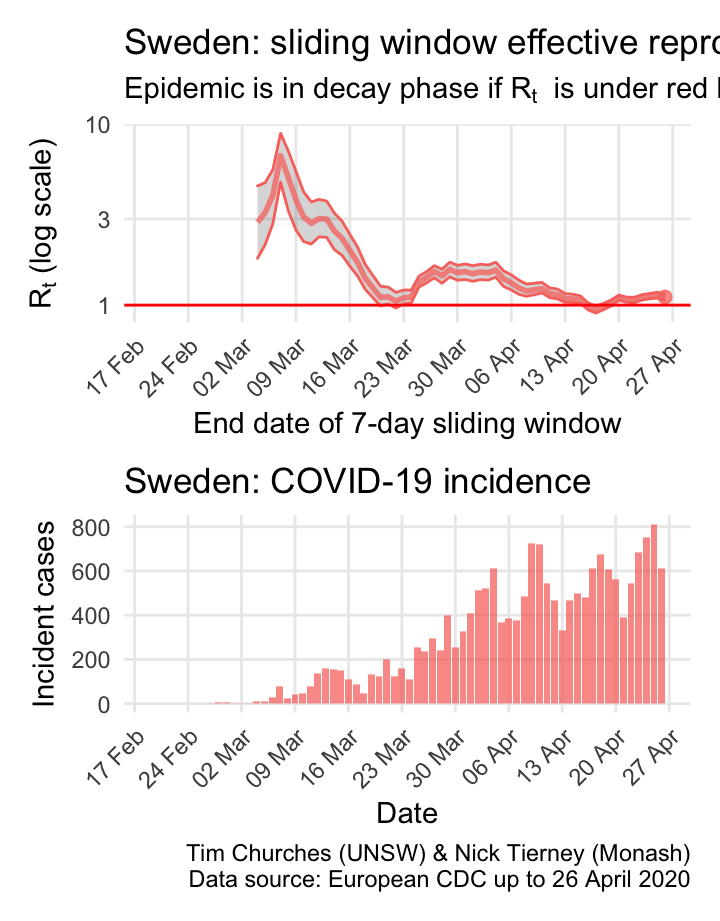 Sweden: sliding window effective repro
Epidemic is in decay phase if Rt is under red
10
3
1
Rt (log scale)
17 Feb
24 Feb
02 Mar
09 Mar
16 Mar
23 Mar
30 Mar
06 Apr
13 Apr
20 Apr
27 Apr
End date of 7-day sliding window
Sweden: COVID-19 incidence
800
600
400
200
0
Incident cases
17 Feb
24 Feb
02 Mar
09 Mar
16 Mar
23 Mar
30 Mar
06 Apr
13 Apr
20 Apr
27 Apr
Date
Tim Churches (UNSW) & Nick Tierney (Monash)
Data source: European CDC up to 26 April 2020